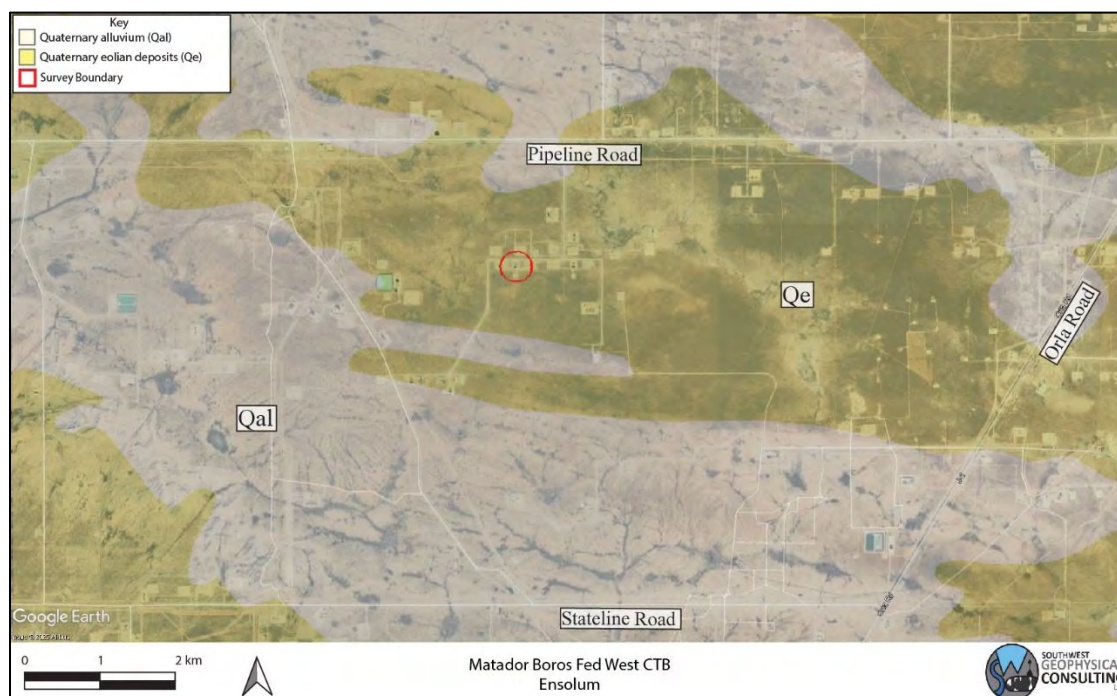 Key
Quaternary alluvium (Qal)
Quaternary eolian deposits (Qe)
Survey Boundary
Pipeline Road
Qe
Orla Road
Qal
Stateline Road
Google Earth
0 1 2 km
Matador Boros Fed West CTB
Ensolum
SOUTHWEST
GEOPHYSICAL
CONSULTING